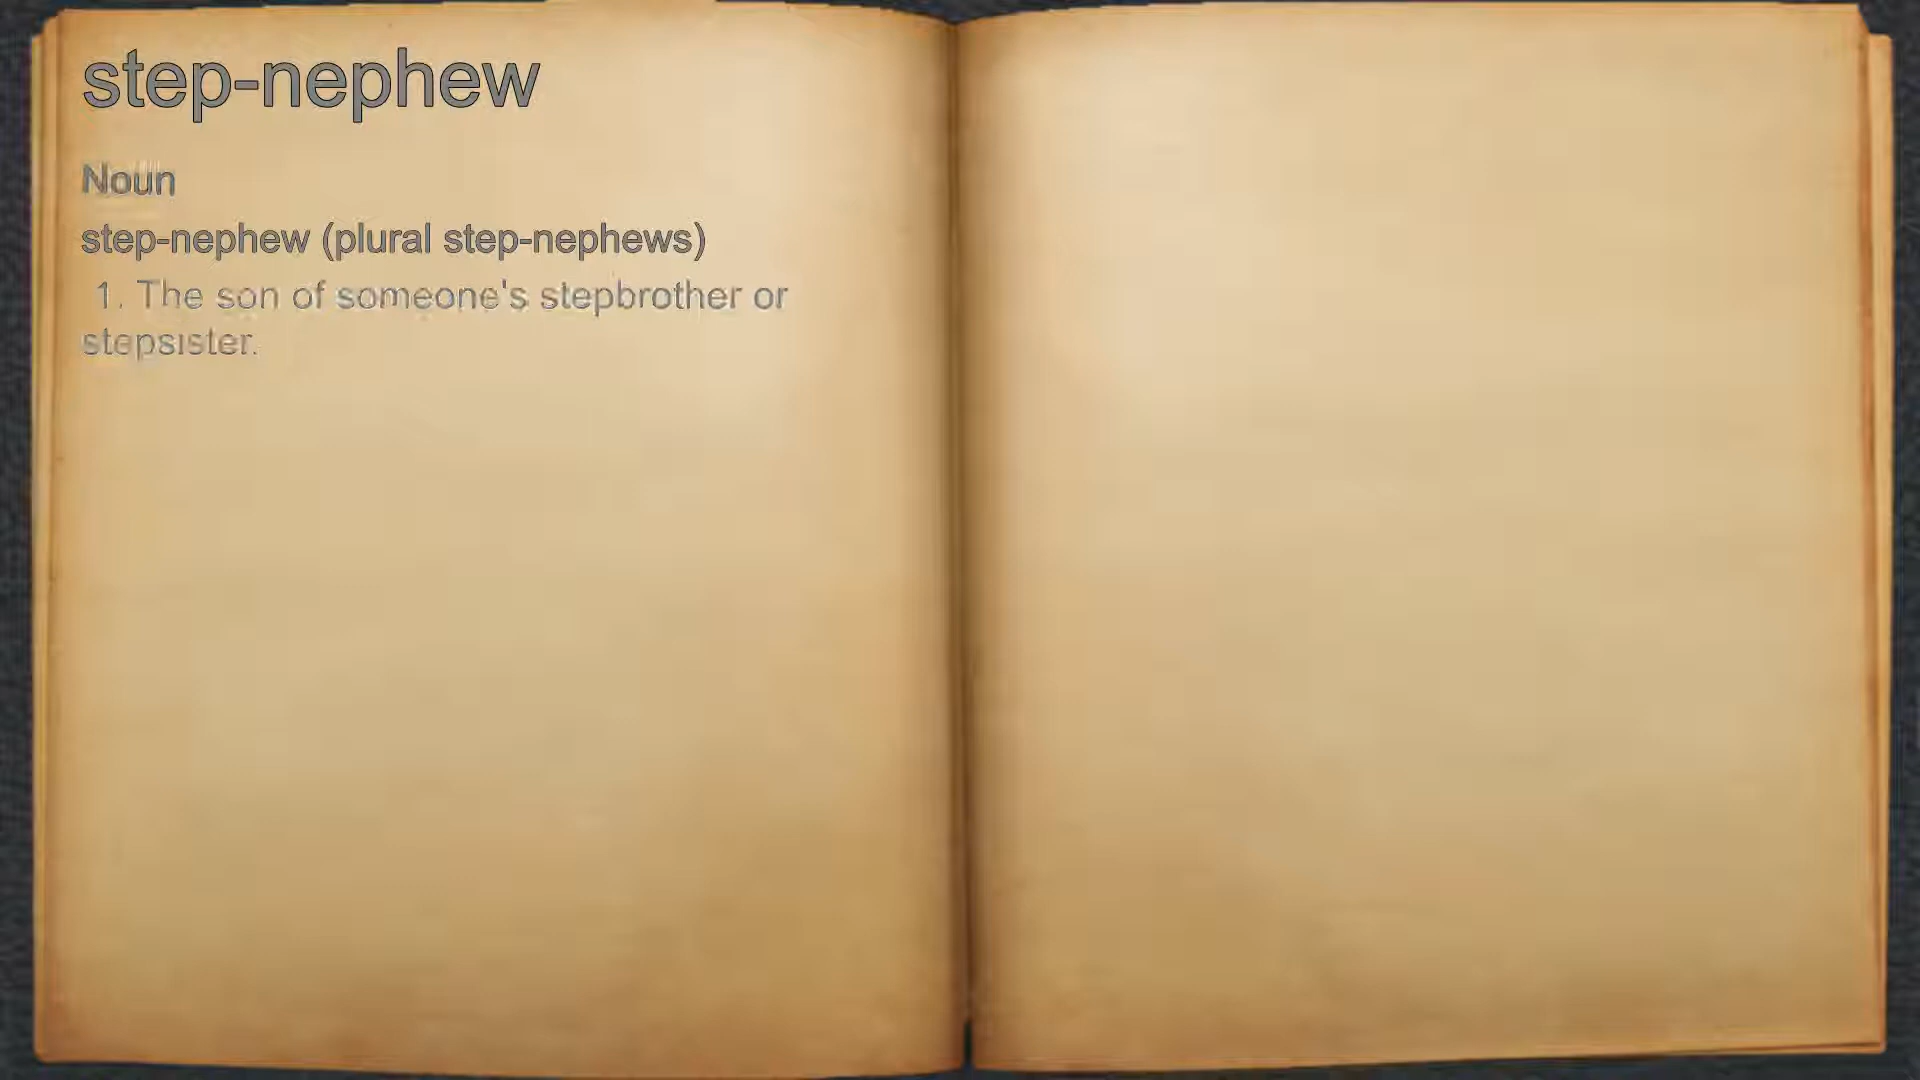 step-nephew
Noun
step-nephew (plural step-nephews)
1. The son of someone's stepbrother or
stepsister.